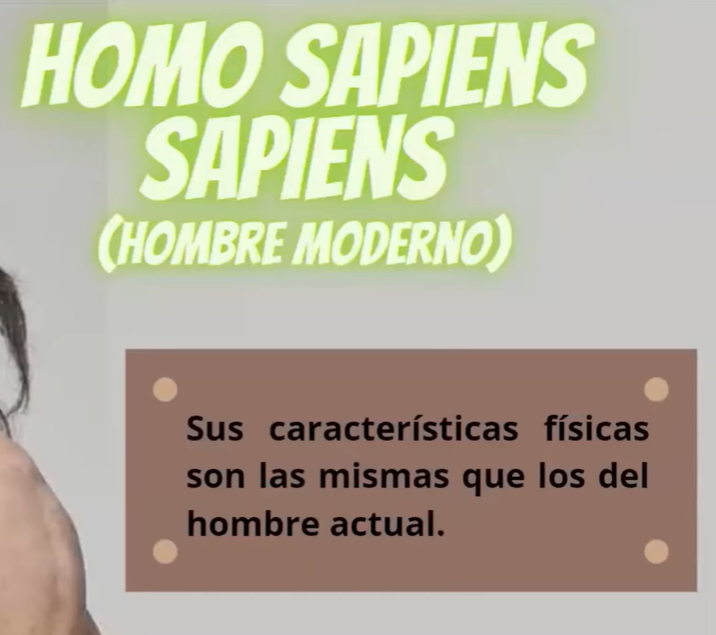 HOMO SAPIENS
SAPIENS
(HOMBRE MODERNO)
Sus características físicas
son las mismas que los del
hombre actual.